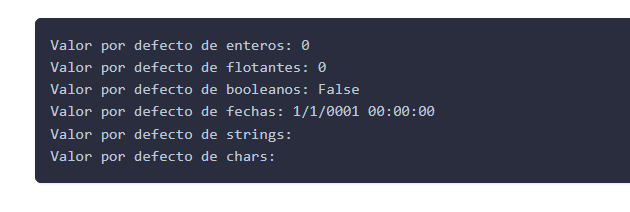 Valor por defecto de enteros: 0
Valor por defecto de flotantes: 0
Valor por defecto de booleanos: False
Valor por defecto de fechas: 1/1/0001 00:00:00
Valor por defecto de strings:
Valor por defecto de chars: